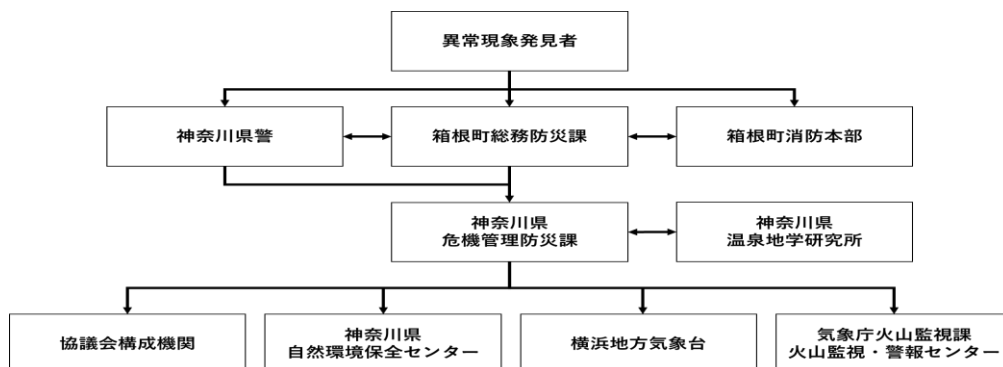 異常現象発見者
神奈川県警
箱根町総務防災課
箱根町消防本部
神奈川県
危機管理防災課
神奈川県
温泉地学研究所
協議会構成機関
神奈川県
自然環境保全センター
横浜地方気象台
気象庁火山監視課
火山監視・警報センター